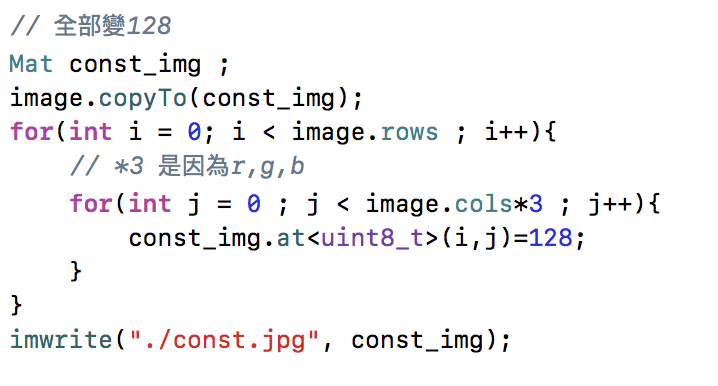 // 全部變128
Mat const_img ;
image.copyTo(const_img);
for(int i = 0; i < image.rows ; i++){
    // *3 是因為r,g,b
    for(int j = 0 ; j < image.cols*3 ; j++){
        const_img.at<uint8_t>(i,j)=128;
    }
}
imwrite("./const.jpg", const_img);